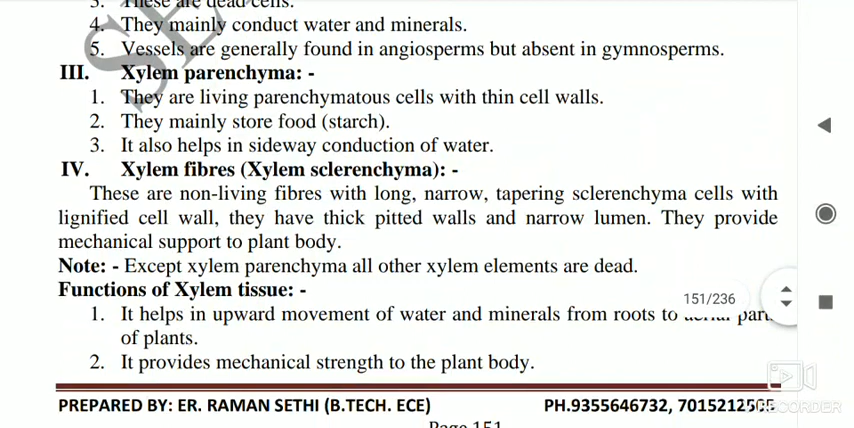 3. These are dead cells.
4. They mainly conduct water and minerals.
5. Vessels are generally found in angiosperms but absent in gymnosperms.
III. Xylem parenchyma: -
1. They are living parenchymatous cells with thin cell walls.
2. They mainly store food (starch).
3. It also helps in sideway conduction of water.
IV. Xylem fibres (Xylem sclerenchyma): -
These are non-living fibres with long, narrow, tapering sclerenchyma cells with
lignified cell wall, they have thick pitted walls and narrow lumen. They provide
mechanical support to plant body.
Note: - Except xylem parenchyma all other xylem elements are dead.
Functions of Xylem tissue: -
151/236
1. It helps in upward movement of water and minerals from roots to aerial parts
of plants.
2. It provides mechanical strength to the plant body.
PREPARED BY: ER. RAMAN SETHI (B.TECH. ECE) PH.9355646732,
RECORDER
Page 151